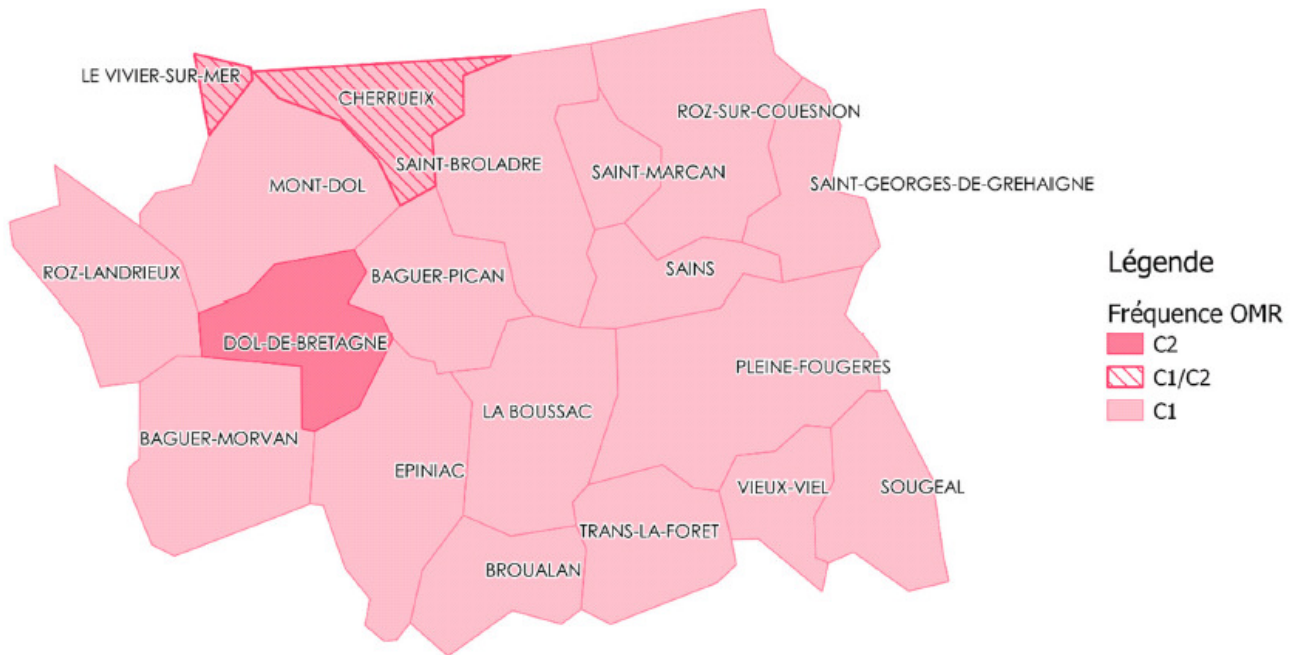 LE VIVIER-SUR-MER
CHERRUEIX
ROZ-SUR-COUESNON
SAINT-BROLADRE
SAINT-MARCAN
MONT-DOL
SAINT-GEORGES-DE-GREHAIGNE
ROZ-LANDRIEUX
BAGUER-PICAN
SAINS
DOL-DE-BRETAGNE
PLEINE-FOUGERES
LA BOUSSAC
BAGUER-MORVAN
EPINIAC
VIEUX-VIEL
SOUGEAL
TRANS-LA-FORET
BROUALAN
Légende
Fréquence OMR
C2
C1/C2
C1